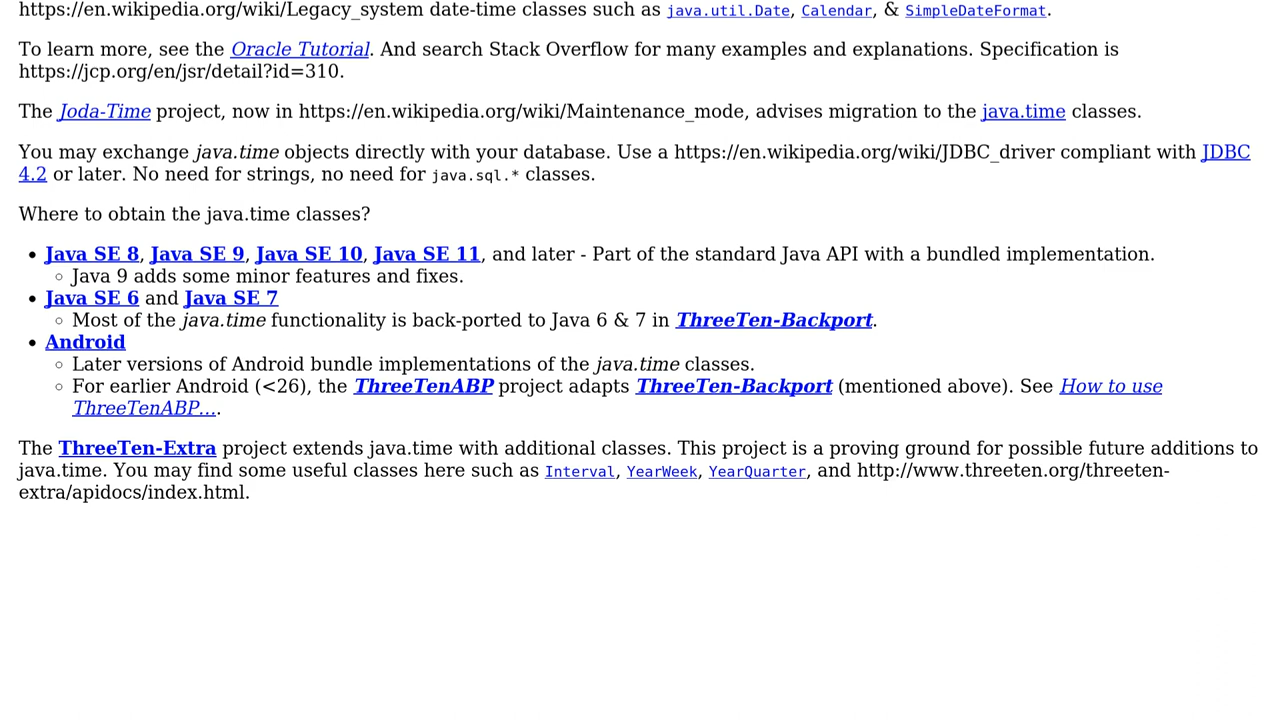 https://en.wikipedia.org/wiki/Legacy_system date-time classes such as java.util.Date, Calendar, & SimpleDateFormat.
To learn more, see the Oracle Tutorial. And search Stack Overflow for many examples and explanations. Specification is
https://jcp.org/en/jsr/detail?id=310.
The Joda-Time project, now in https://en.wikipedia.org/wiki/Maintenance_mode, advises migration to the java.time classes.
You may exchange java.time objects directly with your database. Use a https://en.wikipedia.org/wiki/JDBC_driver compliant with JDBC
4.2 or later. No need for strings, no need for java.sql.* classes.
Where to obtain the java.time classes?
• Java SE 8, Java SE 9, Java SE 10, Java SE 11, and later - Part of the standard Java API with a bundled implementation.
◦ Java 9 adds some minor features and fixes.
• Java SE 6 and Java SE 7
◦ Most of the java.time functionality is back-ported to Java 6 & 7 in ThreeTen-Backport.
• Android
◦ Later versions of Android bundle implementations of the java.time classes.
◦ For earlier Android (<26), the ThreeTenABP project adapts ThreeTen-Backport (mentioned above). See How to use
ThreeTenABP….
The ThreeTen-Extra project extends java.time with additional classes. This project is a proving ground for possible future additions to
java.time. You may find some useful classes here such as Interval, YearWeek, YearQuarter, and http://www.threeten.org/threeten-
extra/apidocs/index.html.